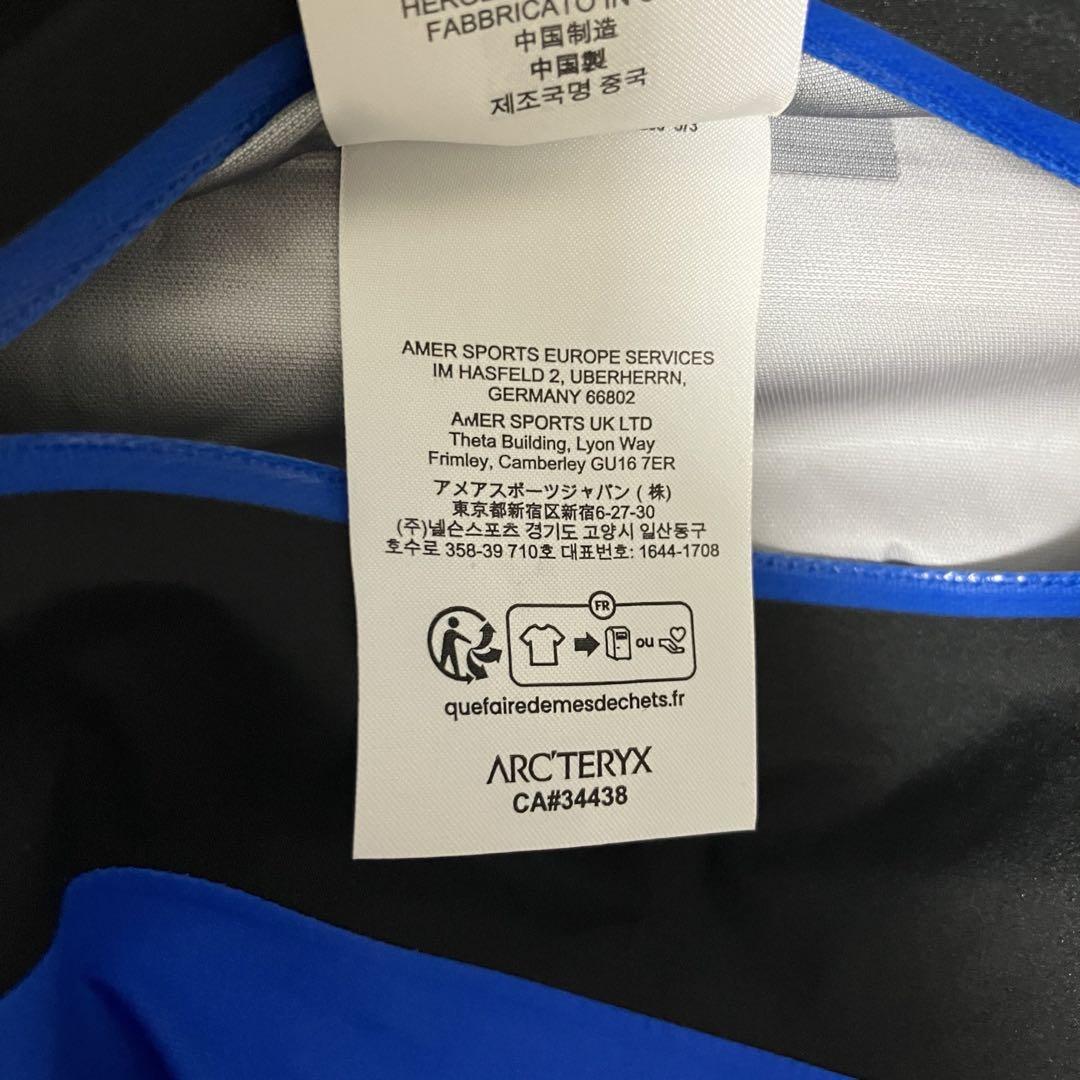 FABBRICATO IN
中国制造
中国製
제조국명 중국
AMER SPORTS EUROPE SERVICES
IM HASFELD 2, UBERHERRN,
GERMANY 66802
AMER SPORTS UK LTD
Theta Building, Lyon Way
Frimley, Camberley GU16 7ER
アメアスポーツジャパン ( 株)
東京都新宿区新宿6-27-30
(주)넬슨스포츠 경기도 고양시 일산동구
호수로 358-39 710호 대표번호: 1644-1708
FR
ou
quefairedemesdechets.fr
ARC'TERYX
CA#34438